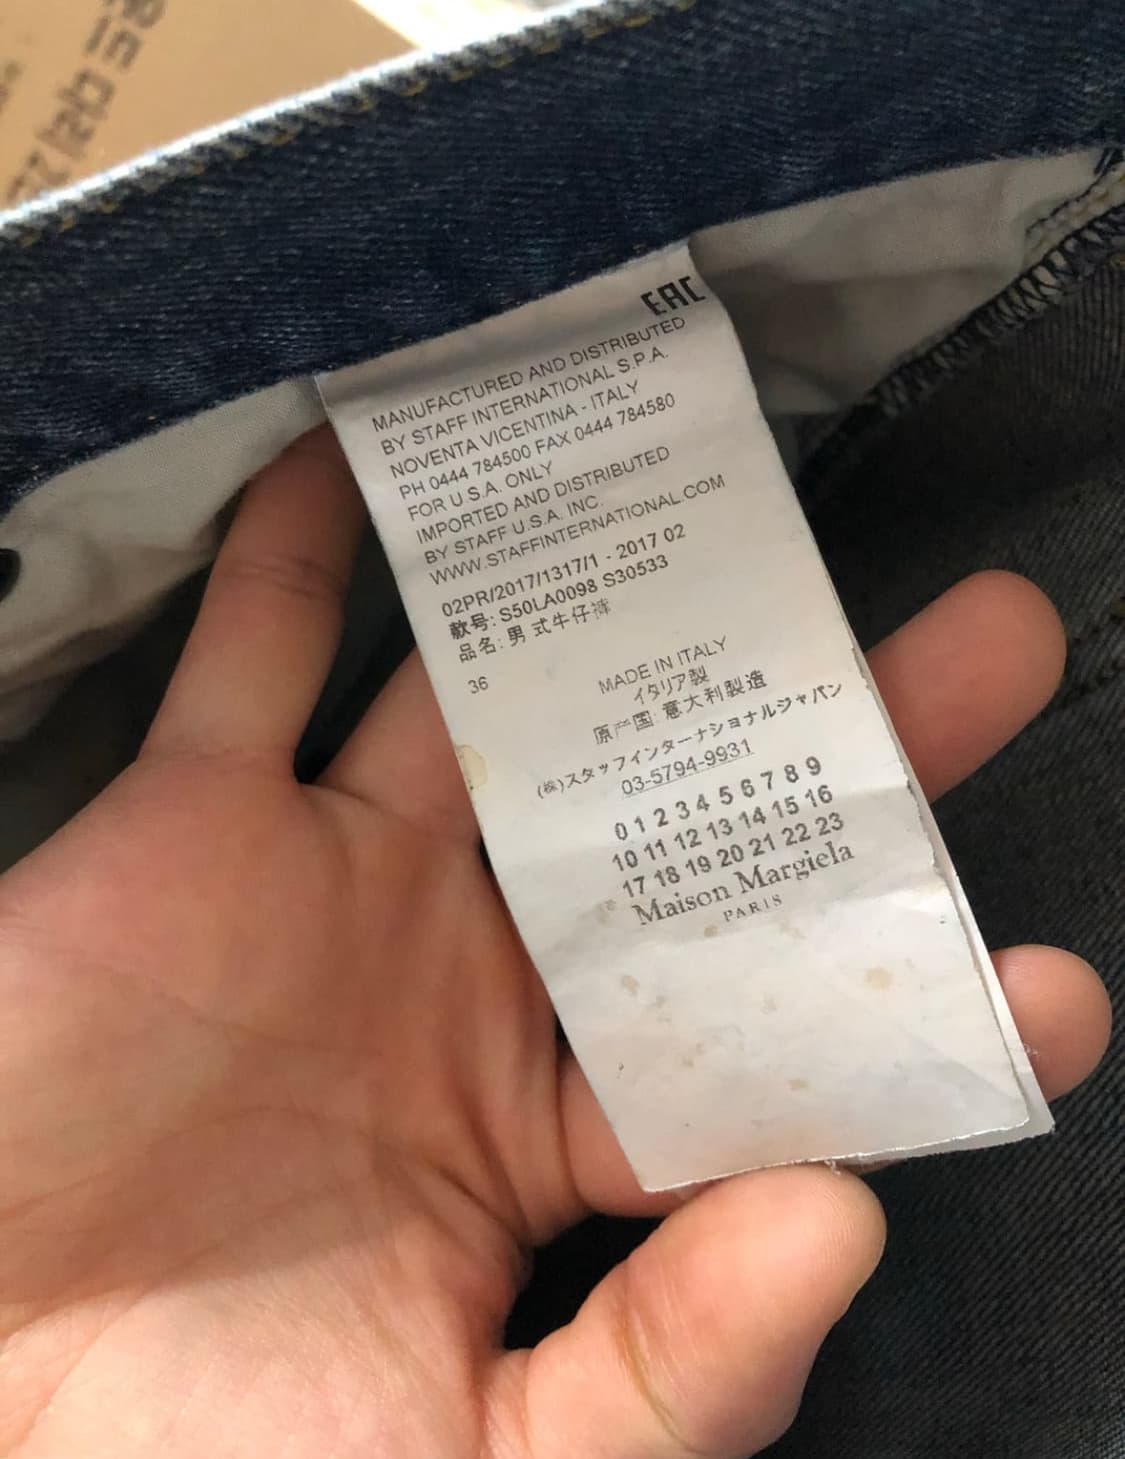 EAC
MANUFACTURED AND DISTRIBUTED
BY STAFF INTERNATIONAL S.P.A.
NOVENTA VICENTINA - ITALY
PH 0444 784500 FAX 0444 784580
FOR U.S.A. ONLY
IMPORTED AND DISTRIBUTED
BY STAFF U.S.A. INC.
WWW.STAFFINTERNATIONAL.COM
02PR/2017/1317/1 - 2017 02
款号: S50LA0098 S30533
品名: 男式牛仔裤
36
MADE IN ITALY
イタリア製
原产国: 意大利製造
(株)スタッフインターナショナルジャパン
03-5794-9931
0 1 2 3 4 5 6 7 8 9
10 11 12 13 14 15 16
17 18 19 20 21 22 23
Maison Margiela
PARIS